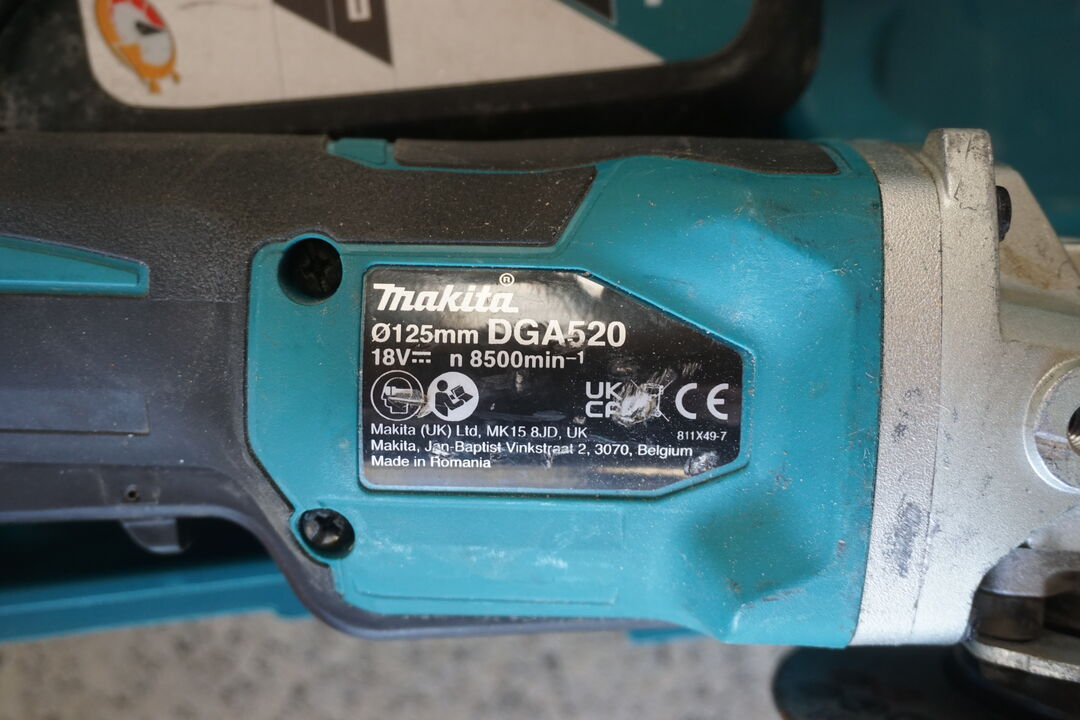 Makita®
Ø125mm DGA520
18V⎓ n 8500min⁻¹
UK
CA
CE
Makita (UK) Ltd, MK15 8JD, UK
811X49-7
Makita, Jan-Baptist Vinkstraat 2, 3070, Belgium
Made in Romania